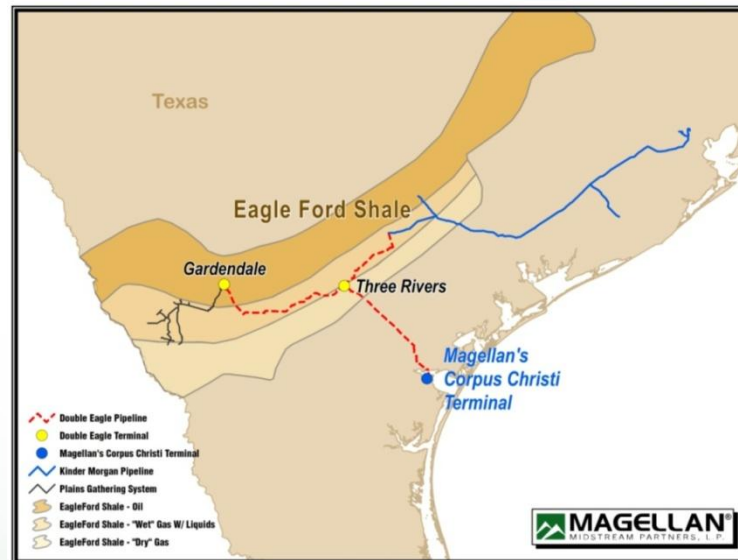 Texas
Eagle Ford Shale
Gardendale
Three Rivers
Magellan's
Corpus Christi
Terminal
Double Eagle Pipeline
Double Eagle Terminal
Magellan's Corpus Christi Terminal
Kinder Morgan Pipeline
Plains Gathering System
EagleFord Shale - Oil
EagleFord Shale - "Wet" Gas W/ Liquids
EagleFord Shale - "Dry" Gas
MAGELLAN
MIDSTREAM PARTNERS, L.P.